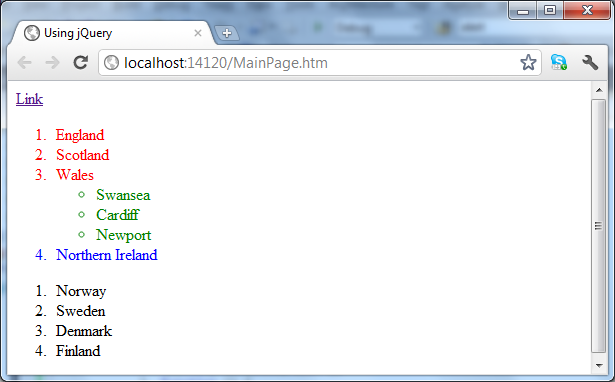 Using jQuery
localhost:14120/MainPage.htm
Link
1. England
2. Scotland
3. Wales
Swansea
Cardiff
Newport
4. Northern Ireland
1. Norway
2. Sweden
3. Denmark
4. Finland